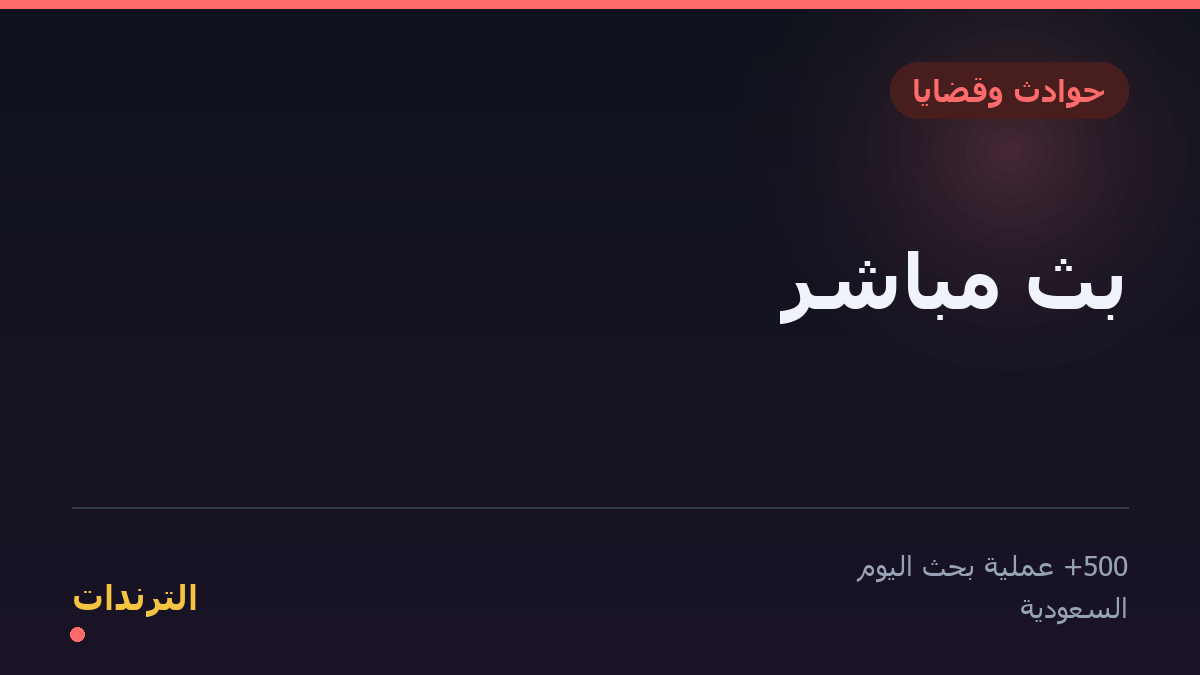 حوادث وقضايا
بث مباشر
500+ عملية بحث اليوم
السعودية
الترندات